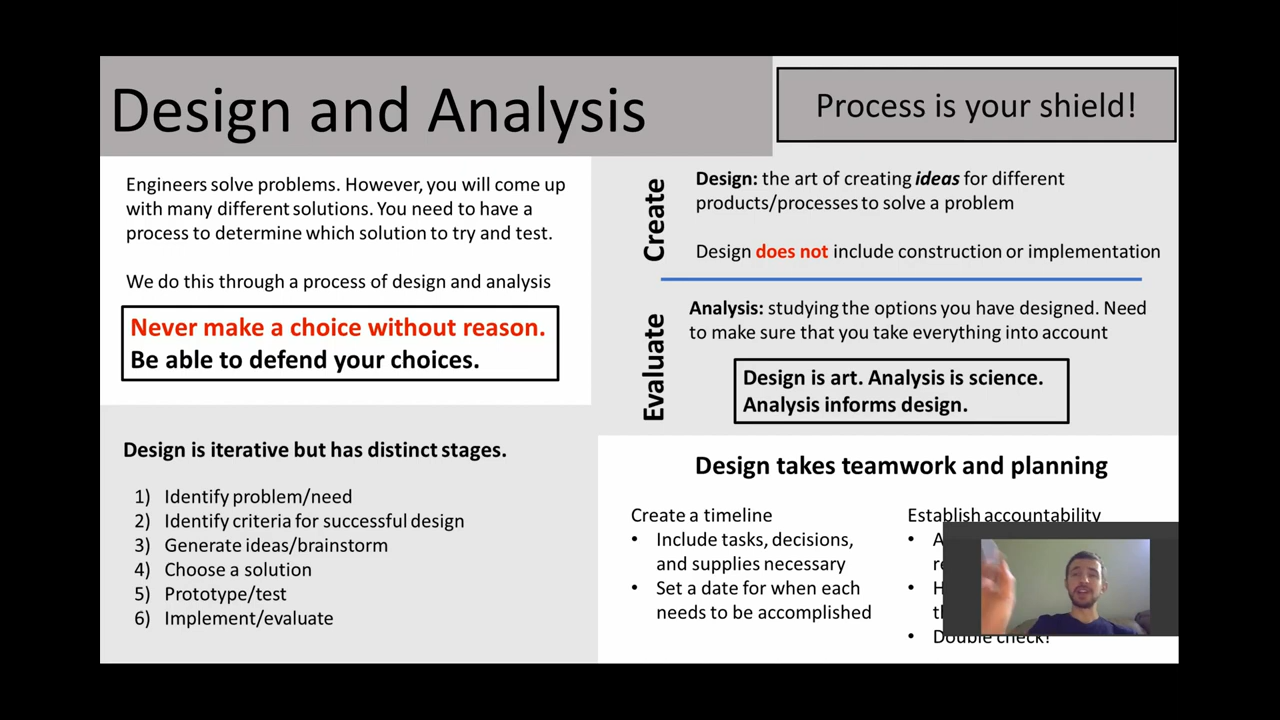 Design and Analysis
Process is your shield!
Engineers solve problems. However, you will come up
with many different solutions. You need to have a
process to determine which solution to try and test.
We do this through a process of design and analysis
Never make a choice without reason.
Be able to defend your choices.
Create
Design: the art of creating ideas for different
products/processes to solve a problem
Design does not include construction or implementation
Evaluate
Analysis: studying the options you have designed. Need
to make sure that you take everything into account
Design is art. Analysis is science.
Analysis informs design.
Design is iterative but has distinct stages.
1) Identify problem/need
2) Identify criteria for successful design
3) Generate ideas/brainstorm
4) Choose a solution
5) Prototype/test
6) Implement/evaluate
Design takes teamwork and planning
Create a timeline
• Include tasks, decisions,
and supplies necessary
• Set a date for when each
needs to be accomplished
Establish accountability
• Double check!